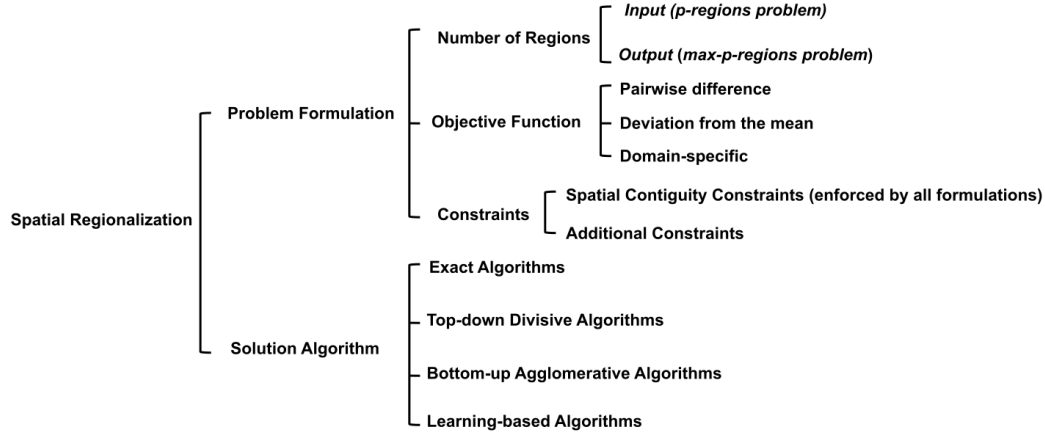 Input (p-regions problem)
Number of Regions
Output (max-p-regions problem)
Pairwise difference
Problem Formulation
Objective Function
Deviation from the mean
Domain-specific
Spatial Contiguity Constraints (enforced by all formulations)
Constraints
Additional Constraints
Spatial Regionalization
Exact Algorithms
Top-down Divisive Algorithms
Solution Algorithm
Bottom-up Agglomerative Algorithms
Learning-based Algorithms